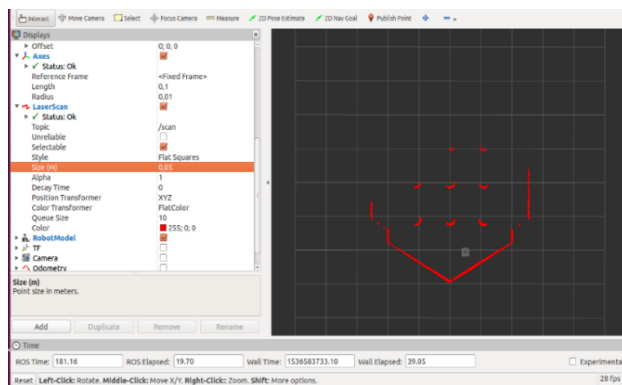 Interact Move Camera Select Focus Camera Measure 2D Pose Estimate 2D Nav Goal Publish Point
Displays
Offset 0; 0; 0
Axes
Status: Ok
Reference Frame <Fixed Frame>
Length 0,1
Radius 0,01
LaserScan
Status: Ok
Topic /scan
Unreliable
Selectable
Style Flat Squares
Size (m) 0,05
Alpha 1
Decay Time 0
Position Transformer XYZ
Color Transformer FlatColor
Queue Size 10
Color 255; 0; 0
RobotModel
TF
Camera
Odometry
Size (m)
Point size in meters.
Add Duplicate Remove Rename
Time
ROS Time: 181.16 ROS Elapsed: 19.70 Wall Time: 1536583733.10 Wall Elapsed: 39.05 Experimenta
Reset Left-Click: Rotate. Middle-Click: Move X/Y. Right-Click: Zoom. Shift: More options. 28 fps